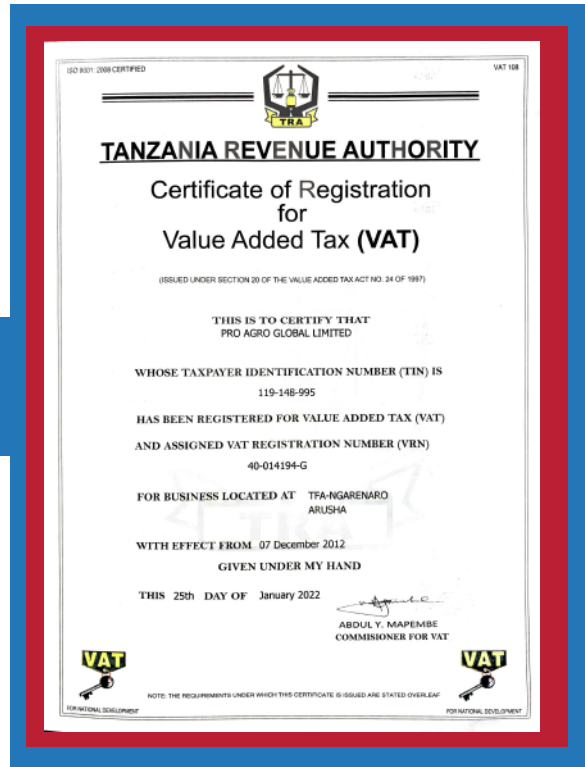 ISO 9001: 2008 CERTIFIED
VAT 108
TRA
TANZANIA REVENUE AUTHORITY
Certificate of Registration
for
Value Added Tax (VAT)
(ISSUED UNDER SECTION 20 OF THE VALUE ADDED TAX ACT NO. 24 OF 1997)
THIS IS TO CERTIFY THAT
PRO AGRO GLOBAL LIMITED
WHOSE TAXPAYER IDENTIFICATION NUMBER (TIN) IS
119-148-995
HAS BEEN REGISTERED FOR VALUE ADDED TAX (VAT)
AND ASSIGNED VAT REGISTRATION NUMBER (VRN)
40-014194-G
FOR BUSINESS LOCATED AT TFA-NGARENARO
ARUSHA
TRA
WITH EFFECT FROM 07 December 2012
GIVEN UNDER MY HAND
THIS 25th DAY OF January 2022
ABDUL Y. MAPEMBE
COMMISIONER FOR VAT
VAT
VAT
NOTE: THE REQUIREMENTS UNDER WHICH THIS CERTIFICATE IS ISSUED ARE STATED OVERLEAF
FOR NATIONAL DEVELOPMENT
FOR NATIONAL DEVELOPMENT